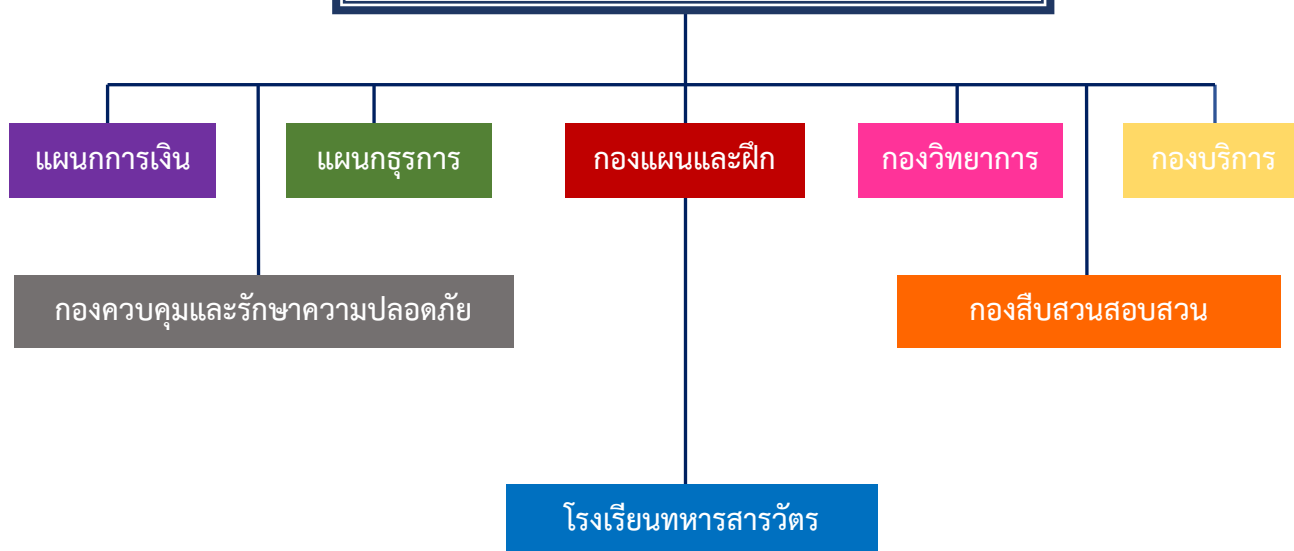 แผนกการเงิน
แผนกธุรการ
กองแผนและฝึก
กองวิทยาการ
กองบริการ
กองควบคุมและรักษาความปลอดภัย
กองสืบสวนสอบสวน
โรงเรียนทหารสารวัตร